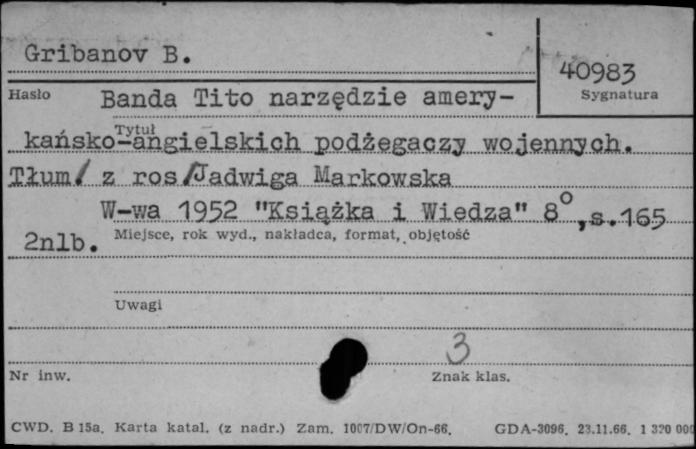 Gribanov B.
40983
Hasło
Sygnatura
Banda Tito narzędzie amery-
Tytuł
kańsko-angielskich podżegaczy wojennych.
Tłum/ z ros/Jadwiga Markowska
W-wa 1952 "Książka i Wiedza" 8°,s.165
2nlb.
Miejsce, rok wyd., nakładca, format, objętość
Uwagi
3
Nr inw.
Znak klas.
CWD. B 15a. Karta katal. (z nadr.) Zam. 1007/DW/On-66. GDA-3096. 23.11.66. 1 320 000